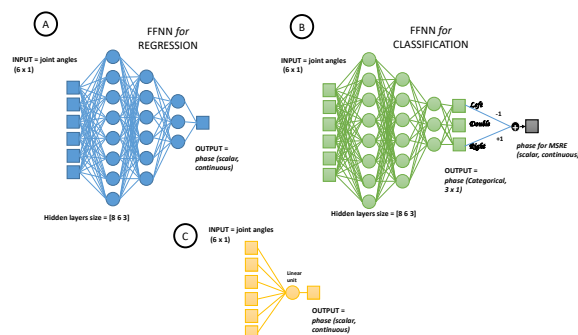 A
FFNN for
REGRESSION
INPUT = joint angles
(6 x 1)
OUTPUT =
phase (scalar,
continuous)
Hidden layers size = [8 6 3]
B
FFNN for
CLASSIFICATION
INPUT = joint angles
(6 x 1)
Left
Double
Right
-1
+1
phase for MSRE
(scalar, continuous,
OUTPUT =
phase (Categorical,
3 x 1)
Hidden layers size = [8 6 3]
C
INPUT = joint angles
(6 x 1)
Linear
unit
OUTPUT =
phase (scalar,
continuous)